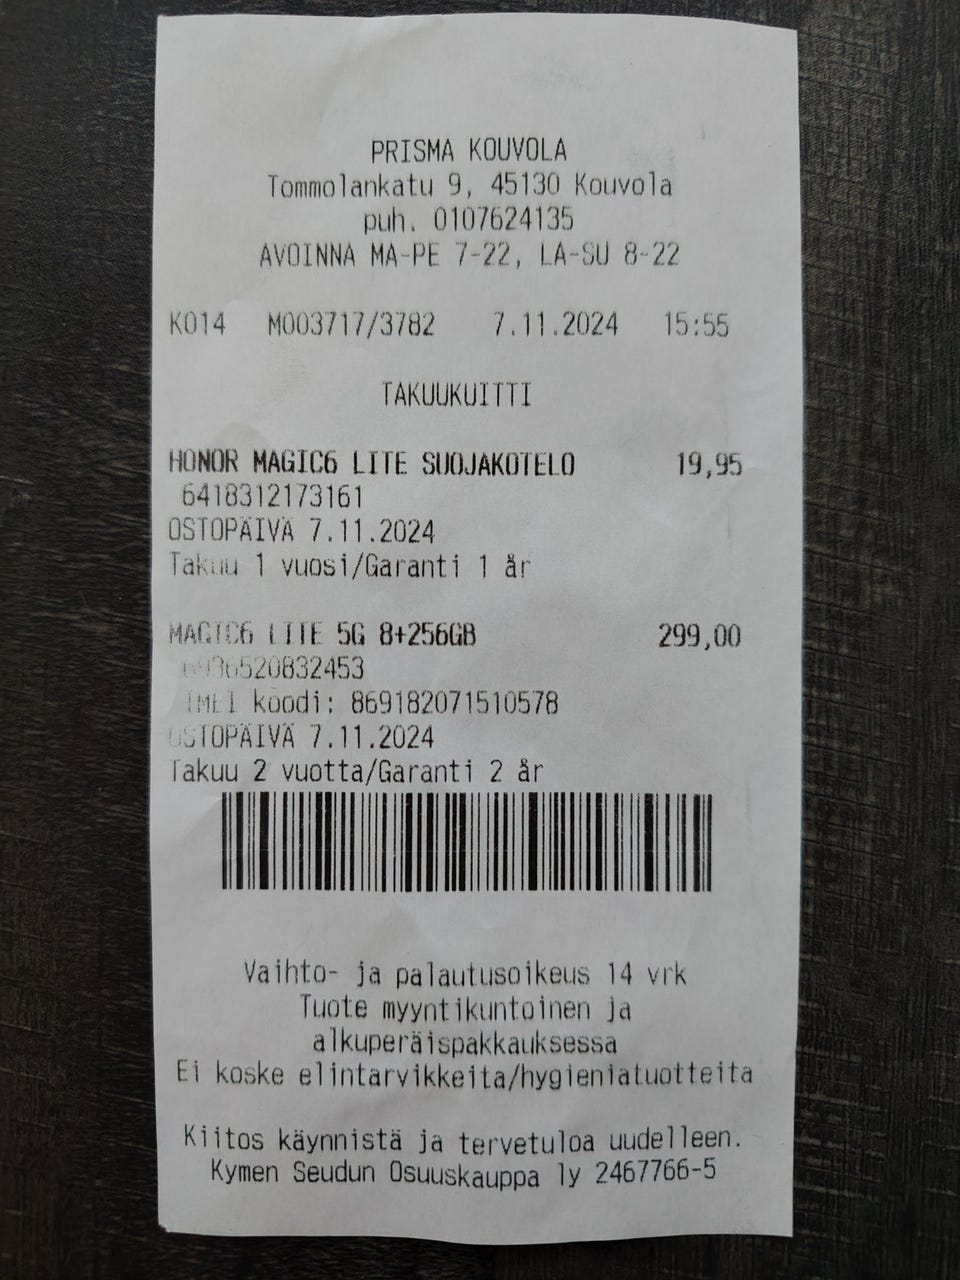 PRISMA KOUVOLA
Tommolankatu 9, 45130 Kouvola
puh. 0107624135
AVOINNA MA-PE 7-22, LA-SU 8-22
K014 M003717/3782 7.11.2024 15:55
TAKUUKUITTI
HONOR MAGIC6 LITE SUOJAKOTELO 19,95
6418312173161
OSTOPÄIVÄ 7.11.2024
Takuu 1 vuosi/Garanti 1 år
MAGIC6 LITE 5G 8+256GB 299,00
6936520832453
IMEI koodi: 869182071510578
OSTOPÄIVÄ 7.11.2024
Takuu 2 vuotta/Garanti 2 år
Vaihto- ja palautusoikeus 14 vrk
Tuote myyntikuntoinen ja
alkuperäispakkauksessa
Ei koske elintarvikkeita/hygieniatuotteita
Kiitos käynnistä ja tervetuloa uudelleen.
Kymen Seudun Osuuskauppa ly 2467766-5